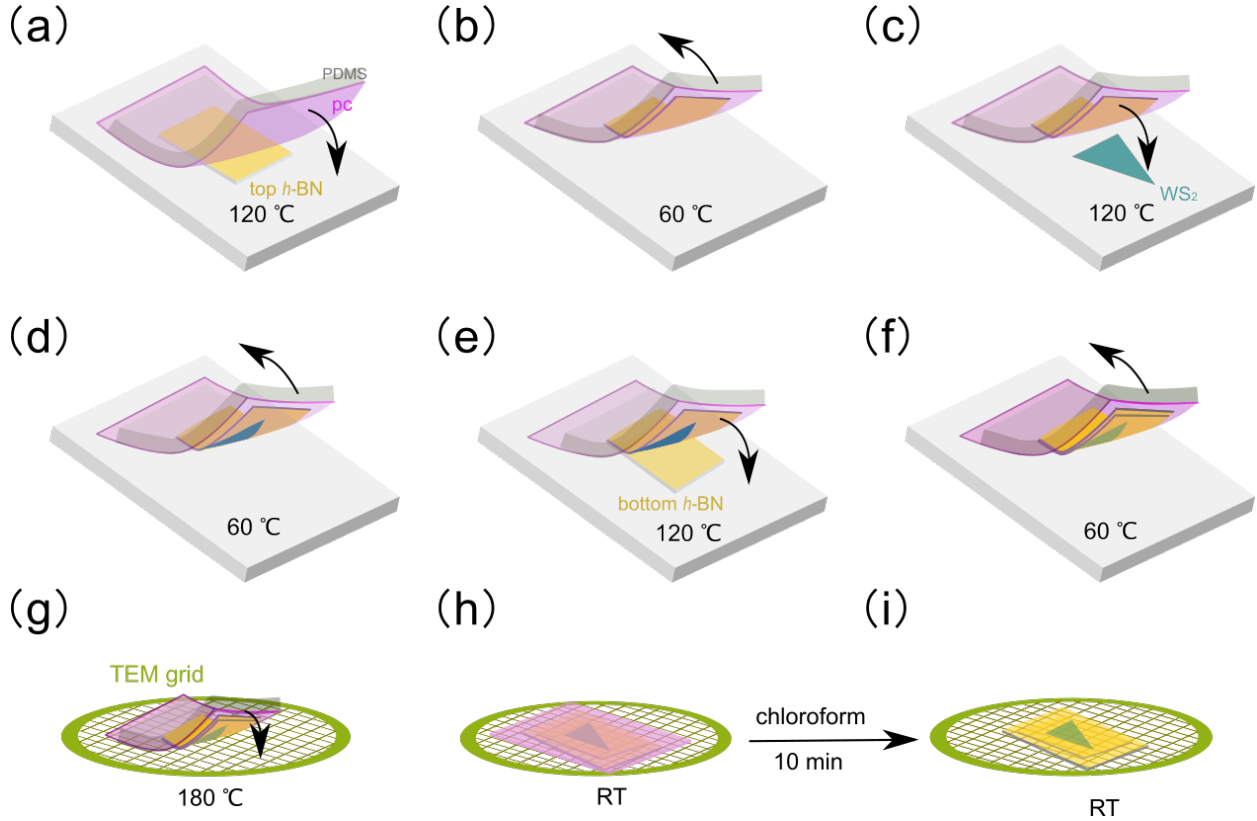 (a)
PDMS
pc
top h-BN
120 ℃
(b)
60 ℃
(c)
WS₂
120 ℃
(d)
60 ℃
(e)
bottom h-BN
120 ℃
(f)
60 ℃
(g)
TEM grid
180 ℃
(h)
RT
chloroform
10 min
(i)
RT